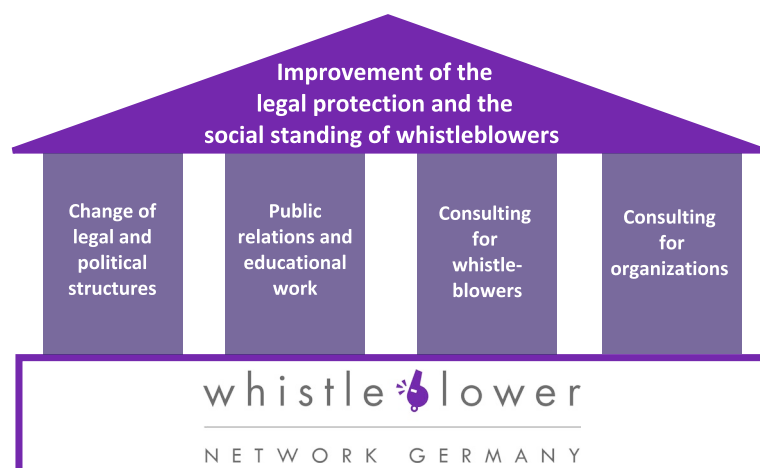 Improvement of the
legal protection and the
social standing of whistleblowers
Change of
legal and
political
structures
Public
relations and
educational
work
Consulting
for
whistle-
blowers
Consulting
for
organizations
whistleblower
NETWORK GERMANY